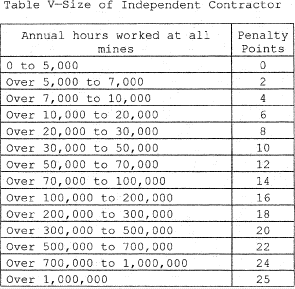 Table V—Size of Independent Contractor
Annual hours worked at all mines Penalty Points
0 to 5,000 0
Over 5,000 to 7,000 2
Over 7,000 to 10,000 4
Over 10,000 to 20,000 6
Over 20,000 to 30,000 8
Over 30,000 to 50,000 10
Over 50,000 to 70,000 12
Over 70,000 to 100,000 14
Over 100,000 to 200,000 16
Over 200,000 to 300,000 18
Over 300,000 to 500,000 20
Over 500,000 to 700,000 22
Over 700,000 to 1,000,000 24
Over 1,000,000 25